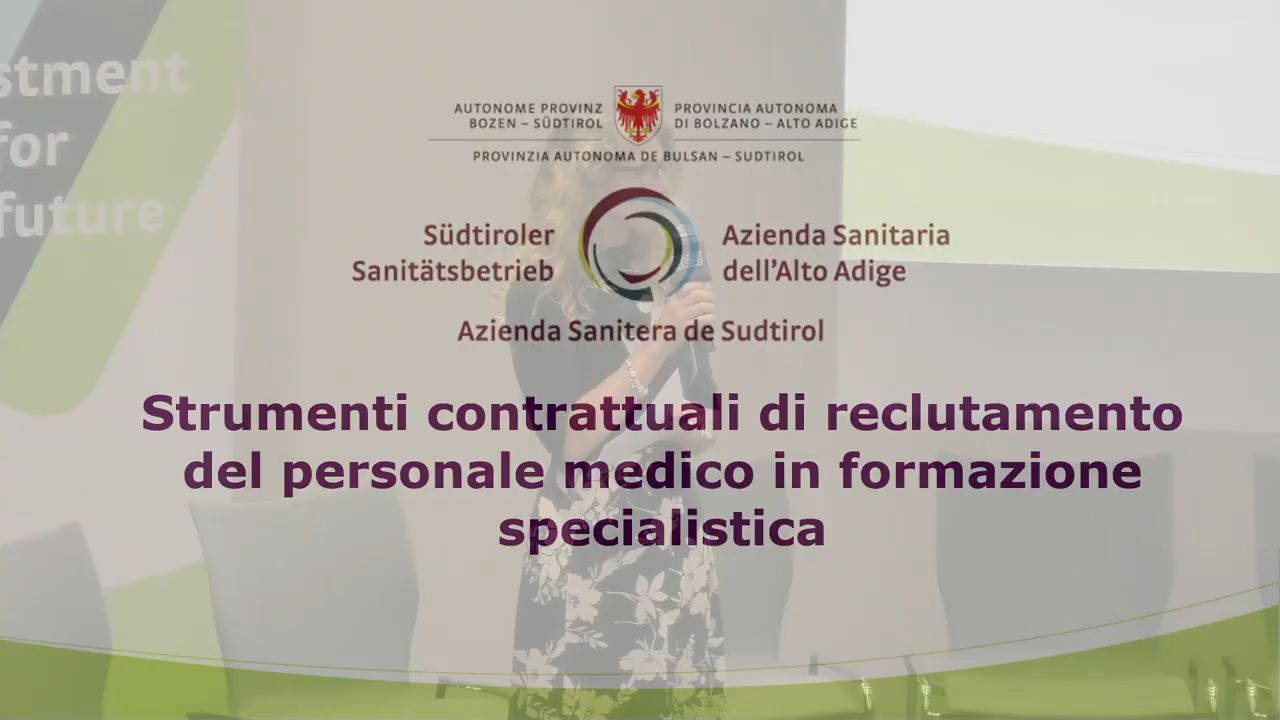 stment
for
future
AUTONOME PROVINZ
BOZEN – SÜDTIROL
PROVINCIA AUTONOMA
DI BOLZANO – ALTO ADIGE
PROVINZIA AUTONOMA DE BULSAN – SUDTIROL
Südtiroler
Sanitätsbetrieb
Azienda Sanitaria
dell'Alto Adige
Azienda Sanitera de Sudtirol
Strumenti contrattuali di reclutamento
del personale medico in formazione
specialistica